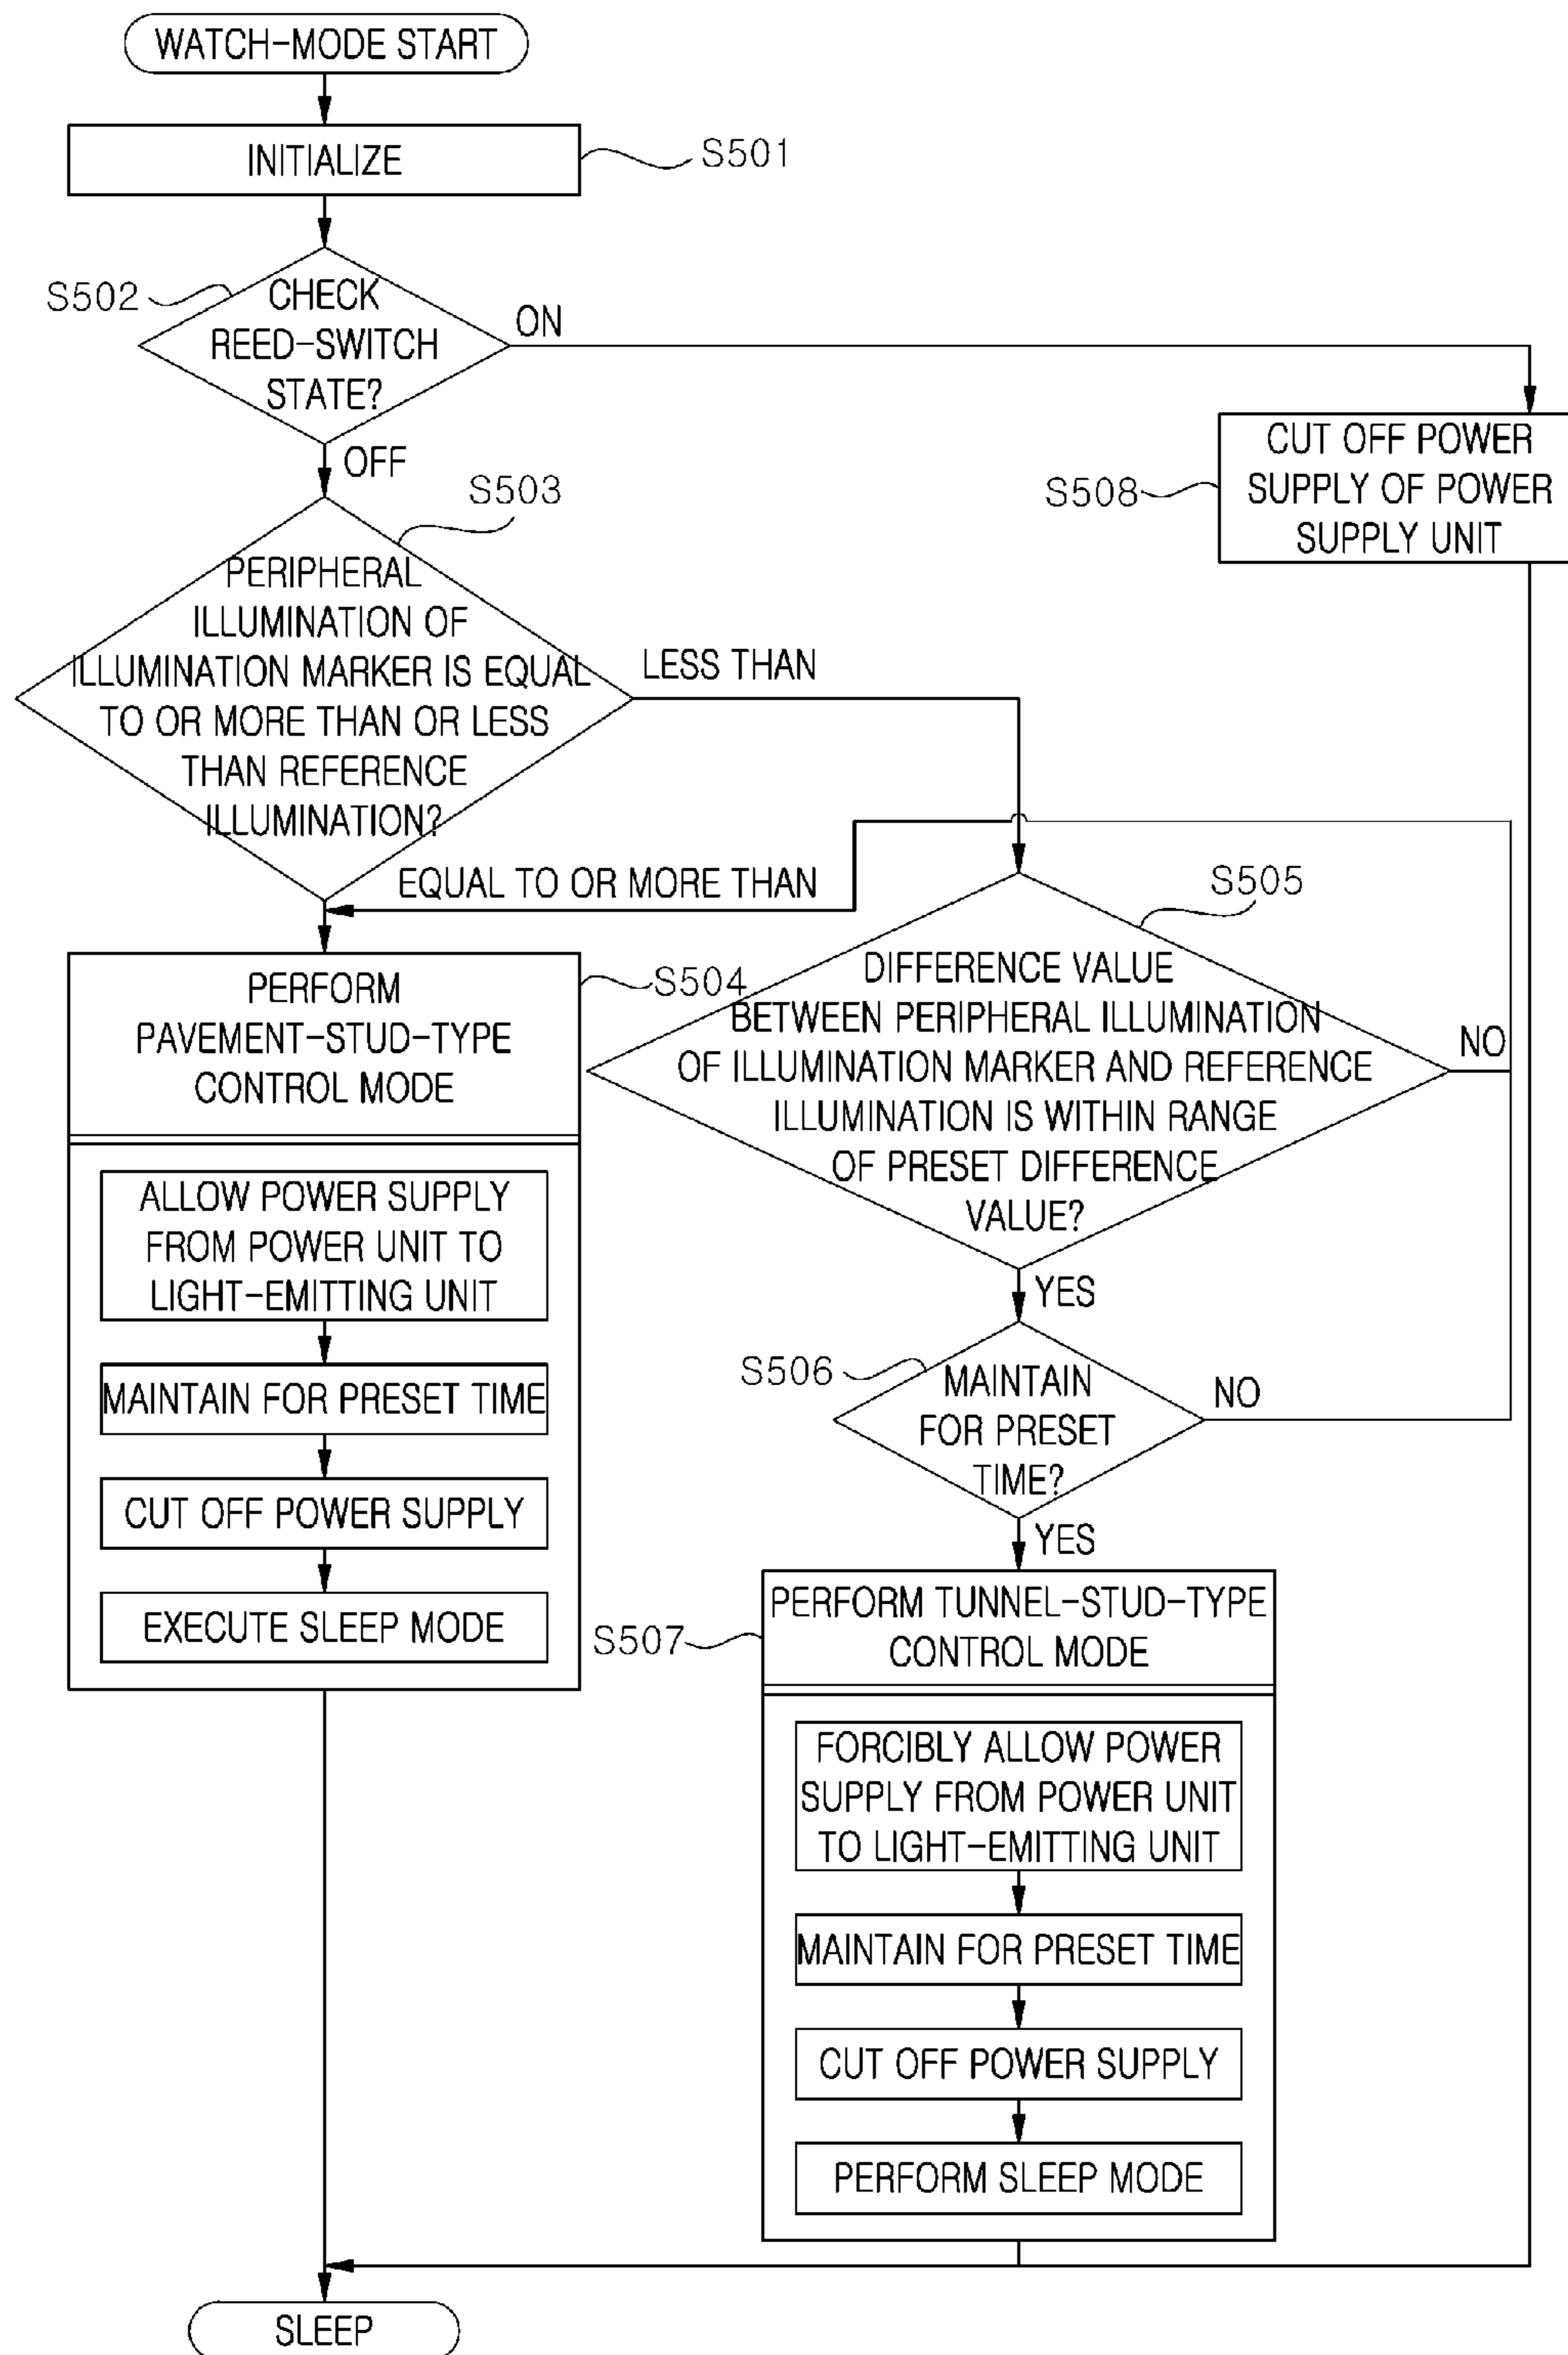 WATCH-MODE START
INITIALIZE
S501
S502
CHECK
REED-SWITCH
STATE?
ON
OFF
CUT OFF POWER
SUPPLY OF POWER
SUPPLY UNIT
S508
S503
PERIPHERAL
ILLUMINATION OF
ILLUMINATION MARKER IS EQUAL
TO OR MORE THAN OR LESS
THAN REFERENCE
ILLUMINATION?
LESS THAN
EQUAL TO OR MORE THAN
S505
DIFFERENCE VALUE
BETWEEN PERIPHERAL ILLUMINATION
OF ILLUMINATION MARKER AND REFERENCE
ILLUMINATION IS WITHIN RANGE
OF PRESET DIFFERENCE
VALUE?
NO
YES
S504
PERFORM
PAVEMENT-STUD-TYPE
CONTROL MODE
ALLOW POWER SUPPLY
FROM POWER UNIT TO
LIGHT-EMITTING UNIT
MAINTAIN FOR PRESET TIME
CUT OFF POWER SUPPLY
EXECUTE SLEEP MODE
S506
MAINTAIN
FOR PRESET
TIME?
NO
YES
S507
PERFORM TUNNEL-STUD-TYPE
CONTROL MODE
FORCIBLY ALLOW POWER
SUPPLY FROM POWER UNIT
TO LIGHT-EMITTING UNIT
MAINTAIN FOR PRESET TIME
CUT OFF POWER SUPPLY
PERFORM SLEEP MODE
SLEEP